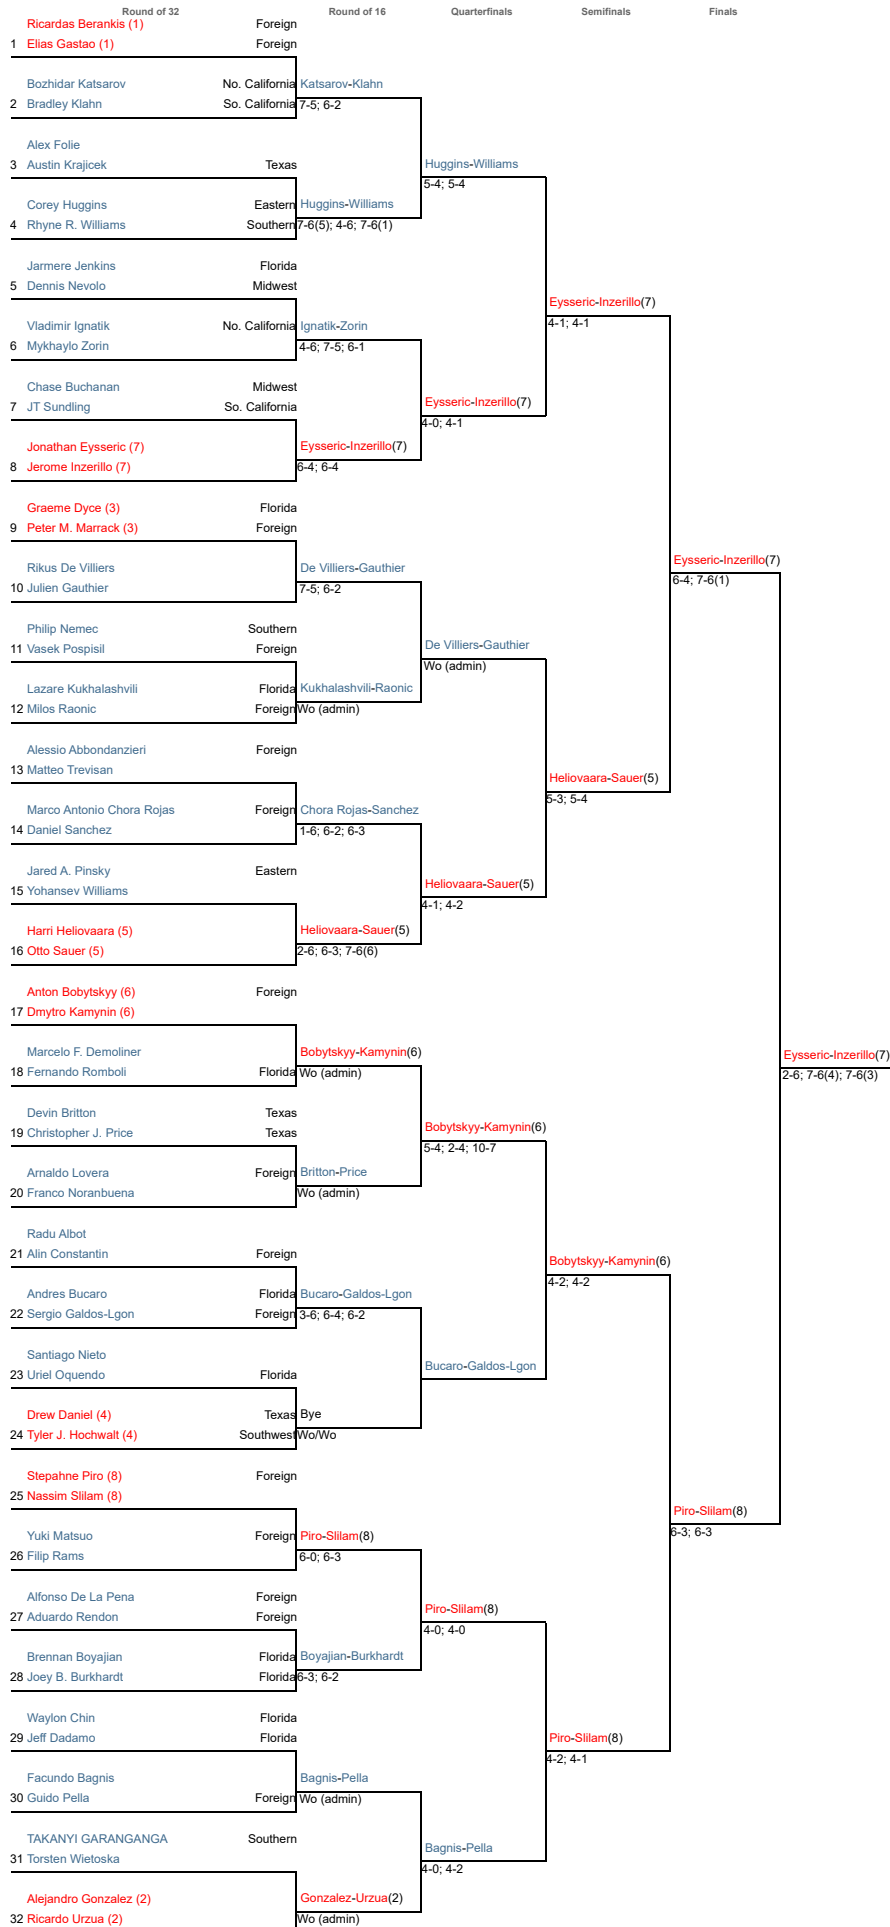 Round of 32 Round of 16 Quarterfinals Semifinals Finals
Ricardas Berankis (1) Foreign
1 Elias Gastao (1) Foreign
Bozhidar Katsarov No. California Katsarov-Klahn
2 Bradley Klahn So. California 7-5; 6-2
Alex Folie
3 Austin Krajicek Texas Huggins-Williams
5-4; 5-4
Corey Huggins Eastern Huggins-Williams
4 Rhyne R. Williams Southern 7-6(5); 4-6; 7-6(1)
Jarmere Jenkins Florida
5 Dennis Nevolo Midwest
Eysseric-Inzerillo(7)
4-1; 4-1
Vladimir Ignatik No. California Ignatik-Zorin
6 Mykhaylo Zorin 4-6; 7-5; 6-1
Chase Buchanan Midwest
7 JT Sundling So. California Eysseric-Inzerillo(7)
4-0; 4-1
Jonathan Eysseric (7) Eysseric-Inzerillo(7)
8 Jerome Inzerillo (7) 6-4; 6-4
Graeme Dyce (3) Florida
9 Peter M. Marrack (3) Foreign
Eysseric-Inzerillo(7)
Rikus De Villiers De Villiers-Gauthier
6-4; 7-6(1)
10 Julien Gauthier 7-5; 6-2
Philip Nemec Southern
11 Vasek Pospisil Foreign De Villiers-Gauthier
Wo (admin)
Lazare Kukhalashvili Florida Kukhalashvili-Raonic
12 Milos Raonic Foreign Wo (admin)
Alessio Abbondanzieri Foreign
13 Matteo Trevisan
Heliovaara-Sauer(5)
5-3; 5-4
Marco Antonio Chora Rojas Foreign Chora Rojas-Sanchez
14 Daniel Sanchez 1-6; 6-2; 6-3
Jared A. Pinsky Eastern
15 Yohansev Williams Heliovaara-Sauer(5)
4-1; 4-2
Harri Heliovaara (5) Heliovaara-Sauer(5)
16 Otto Sauer (5) 2-6; 6-3; 7-6(6)
Anton Bobytskyy (6) Foreign
17 Dmytro Kamynin (6)
Marcelo F. Demoliner Bobytskyy-Kamynin(6) Eysseric-Inzerillo(7)
18 Fernando Romboli Florida Wo (admin) 2-6; 7-6(4); 7-6(3)
Devin Britton Texas
19 Christopher J. Price Texas Bobytskyy-Kamynin(6)
5-4; 2-4; 10-7
Arnaldo Lovera Foreign Britton-Price
20 Franco Noranbuena Wo (admin)
Radu Albot
21 Alin Constantin Foreign
Bobytskyy-Kamynin(6)
4-2; 4-2
Andres Bucaro Florida Bucaro-Galdos-Lgon
22 Sergio Galdos-Lgon Foreign 3-6; 6-4; 6-2
Santiago Nieto
23 Uriel Oquendo Florida Bucaro-Galdos-Lgon
Drew Daniel (4) Texas Bye
24 Tyler J. Hochwalt (4) Southwest Wo/Wo
Stepahne Piro (8) Foreign
25 Nassim Slilam (8)
Piro-Slilam(8)
6-3; 6-3
Yuki Matsuo Foreign Piro-Slilam(8)
26 Filip Rams 6-0; 6-3
Alfonso De La Pena Foreign
27 Aduardo Rendon Foreign Piro-Slilam(8)
4-0; 4-0
Brennan Boyajian Florida Boyajian-Burkhardt
28 Joey B. Burkhardt Florida 6-3; 6-2
Waylon Chin Florida
29 Jeff Dadamo Florida Piro-Slilam(8)
4-2; 4-1
Facundo Bagnis Bagnis-Pella
30 Guido Pella Foreign Wo (admin)
TAKANYI GARANGANGA Southern
31 Torsten Wietoska Bagnis-Pella
4-0; 4-2
Alejandro Gonzalez (2) Gonzalez-Urzua(2)
32 Ricardo Urzua (2) Wo (admin)